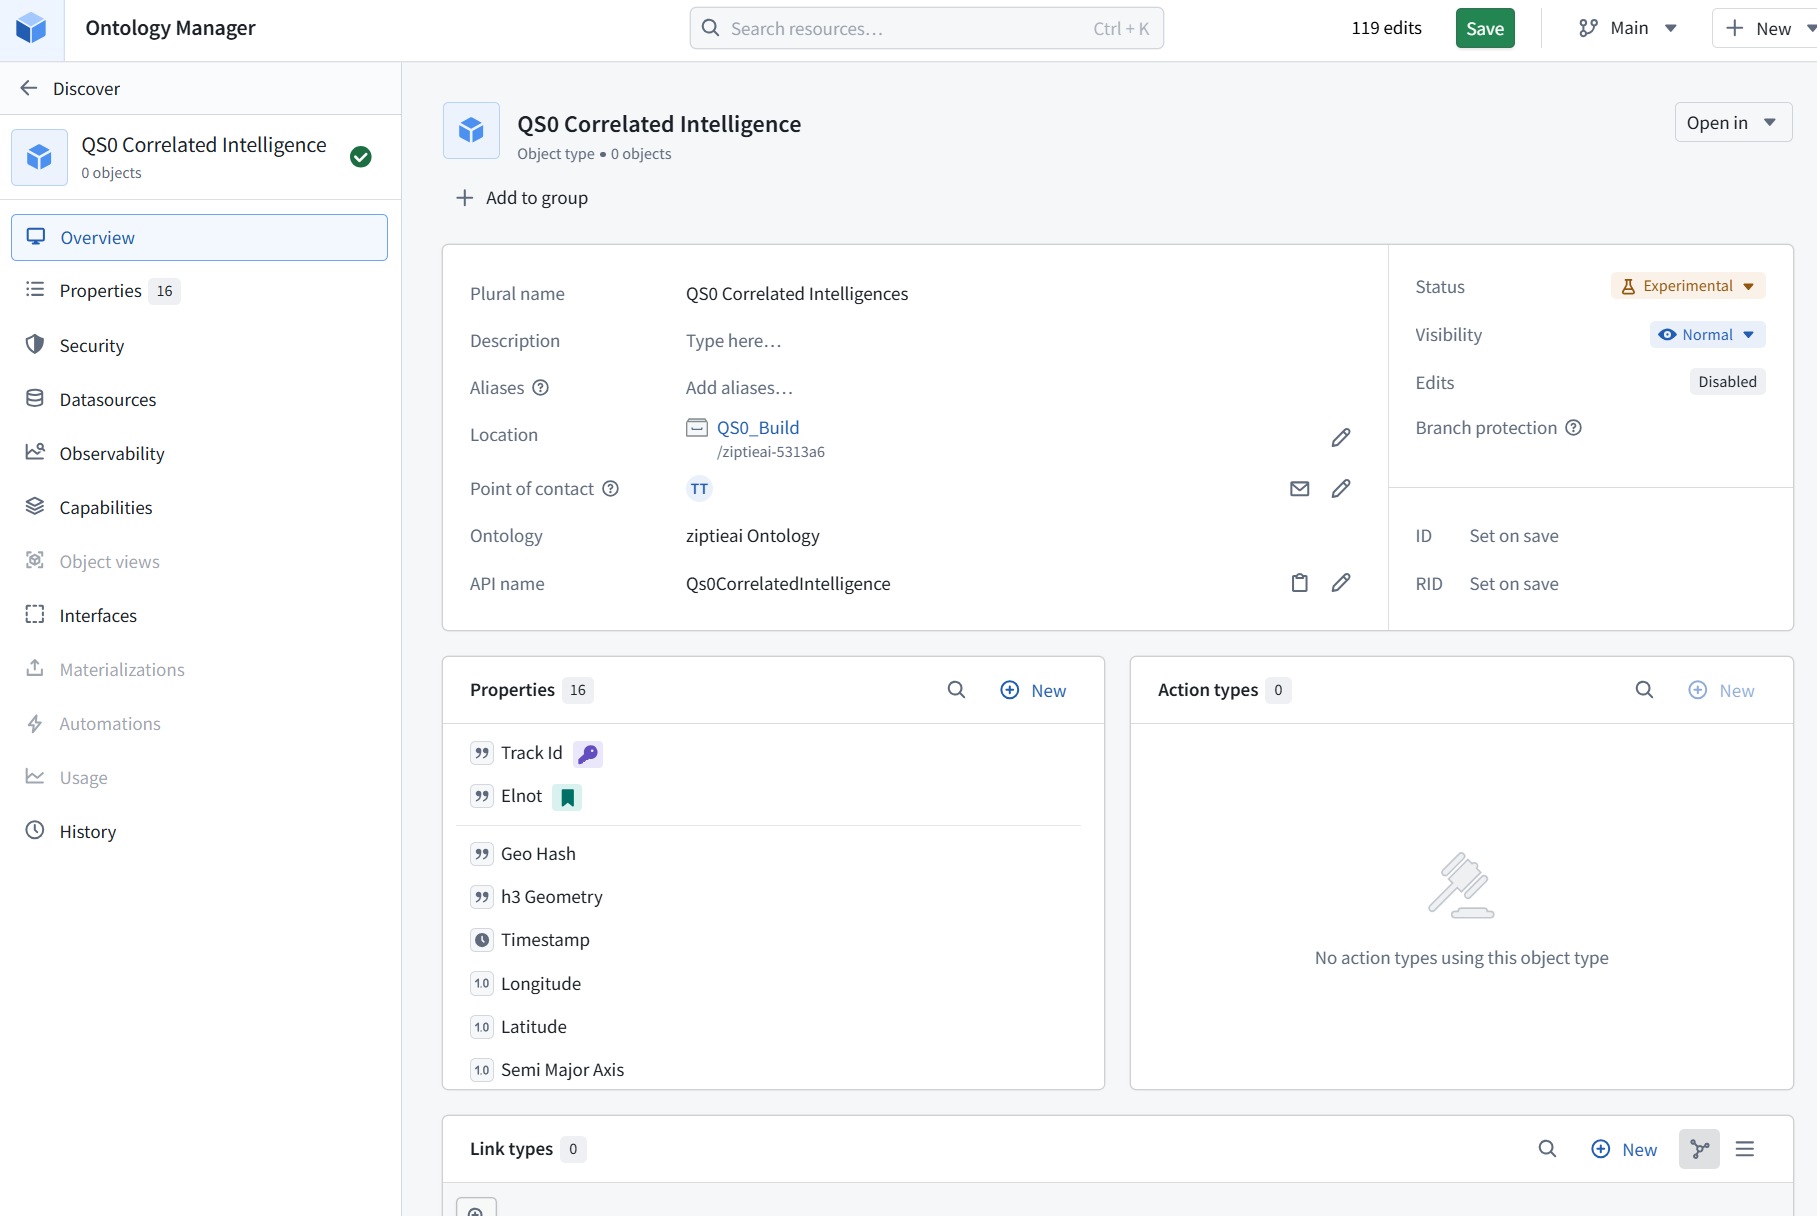 Ontology Manager
Search resources…
Ctrl + K
119 edits
Save
Main
New
Discover
QS0 Correlated Intelligence
0 objects
Overview
Properties 16
Security
Datasources
Observability
Capabilities
Object views
Interfaces
Materializations
Automations
Usage
History
QS0 Correlated Intelligence
Object type • 0 objects
Open in
Add to group
Plural name QS0 Correlated Intelligences
Description Type here…
Aliases Add aliases…
Location QS0_Build
/ziptieai-5313a6
Point of contact TT
Ontology ziptieai Ontology
API name Qs0CorrelatedIntelligence
Status Experimental
Visibility Normal
Edits Disabled
Branch protection
ID Set on save
RID Set on save
Properties 16
New
Track Id
Elnot
Geo Hash
h3 Geometry
Timestamp
1.0 Longitude
1.0 Latitude
1.0 Semi Major Axis
Action types 0
New
No action types using this object type
Link types 0
New